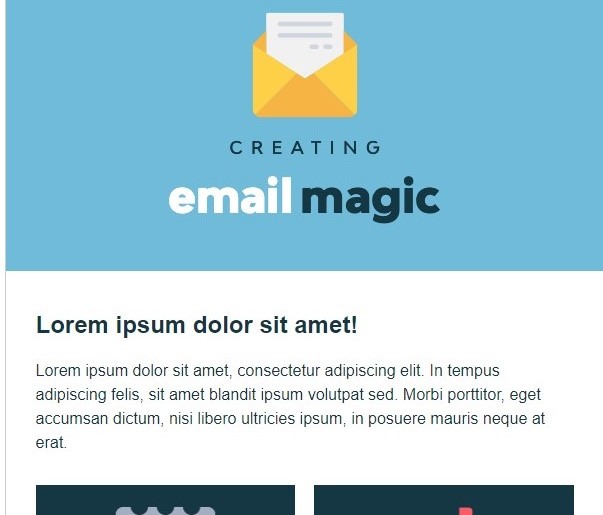 CREATING
email magic
Lorem ipsum dolor sit amet!
Lorem ipsum dolor sit amet, consectetur adipiscing elit. In tempus
adipiscing felis, sit amet blandit ipsum volutpat sed. Morbi porttitor, eget
accumsan dictum, nisi libero ultricies ipsum, in posuere mauris neque at
erat.